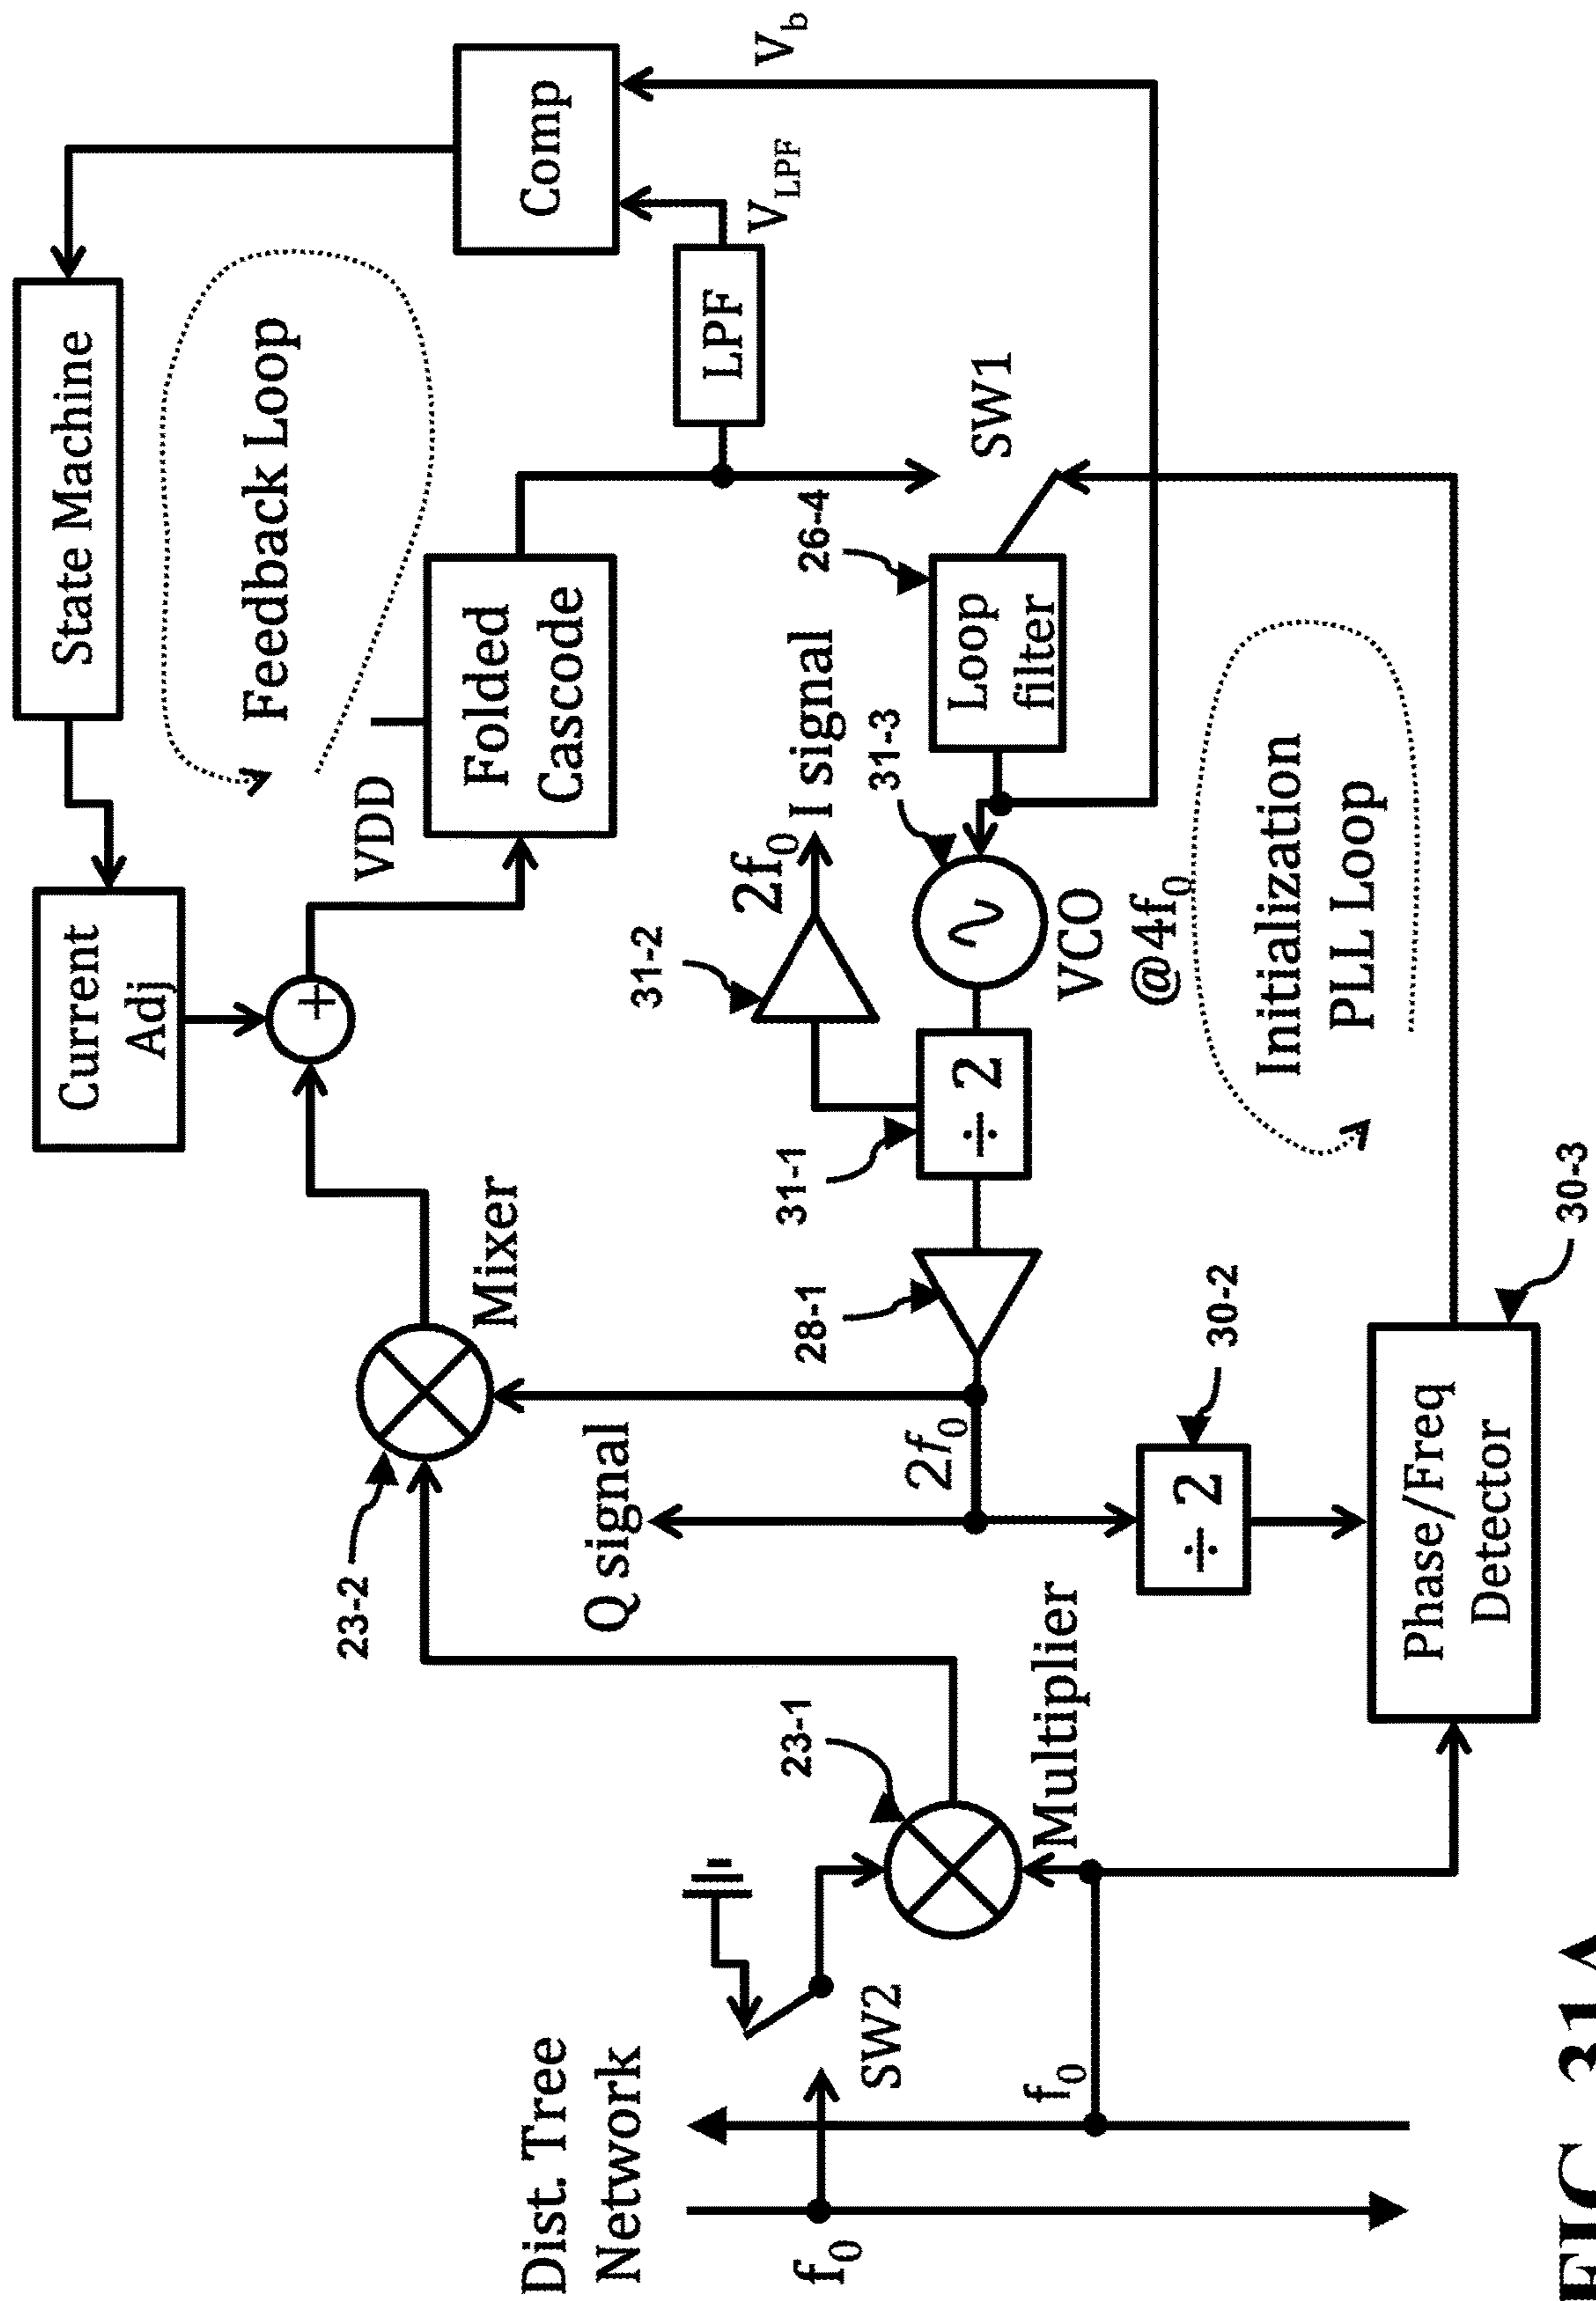 State Machine
Comp
V_b
Current
Adj
Feedback Loop
VDD
Folded
Cascode
LPF
V_LPF
Mixer
23-2
31-2
2f_0
I signal
26-4
SW1
31-3
Loop
filter
Dist. Tree
Network
Q signal
31-1
28-1
÷ 2
VCO
@4f_0
23-1
2f_0
Multiplier
f_0
SW2
f_0
30-2
÷ 2
Initialization
PLL Loop
Phase/Freq
Detector
30-3
FIG. 31A